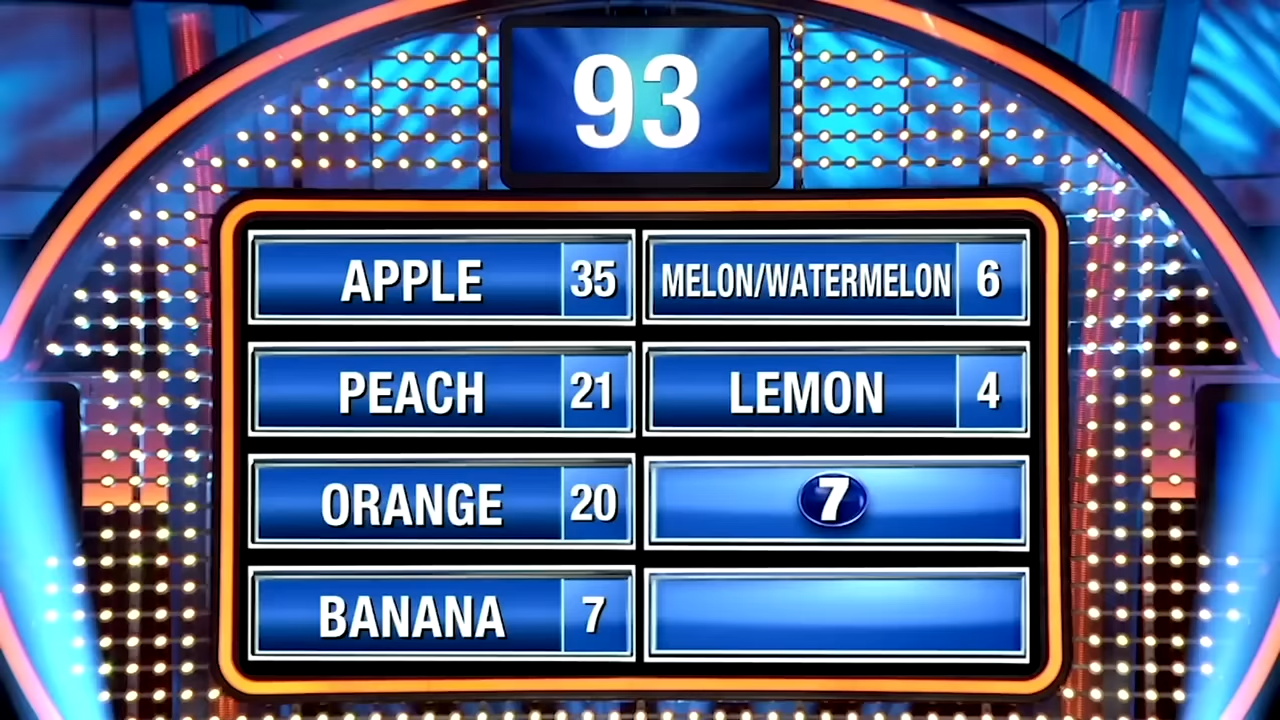 93
APPLE 35
PEACH 21
ORANGE 20
BANANA 7
MELON/WATERMELON 6
LEMON 4
7